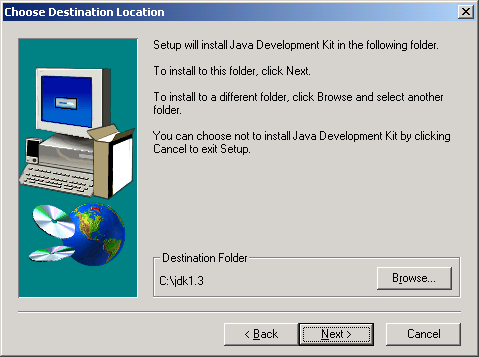 Choose Destination Location
Setup will install Java Development Kit in the following folder.
To install to this folder, click Next.
To install to a different folder, click Browse and select another
folder.
You can choose not to install Java Development Kit by clicking
Cancel to exit Setup.
Destination Folder
C:\jdk1.3
Browse...
< Back
Next >
Cancel